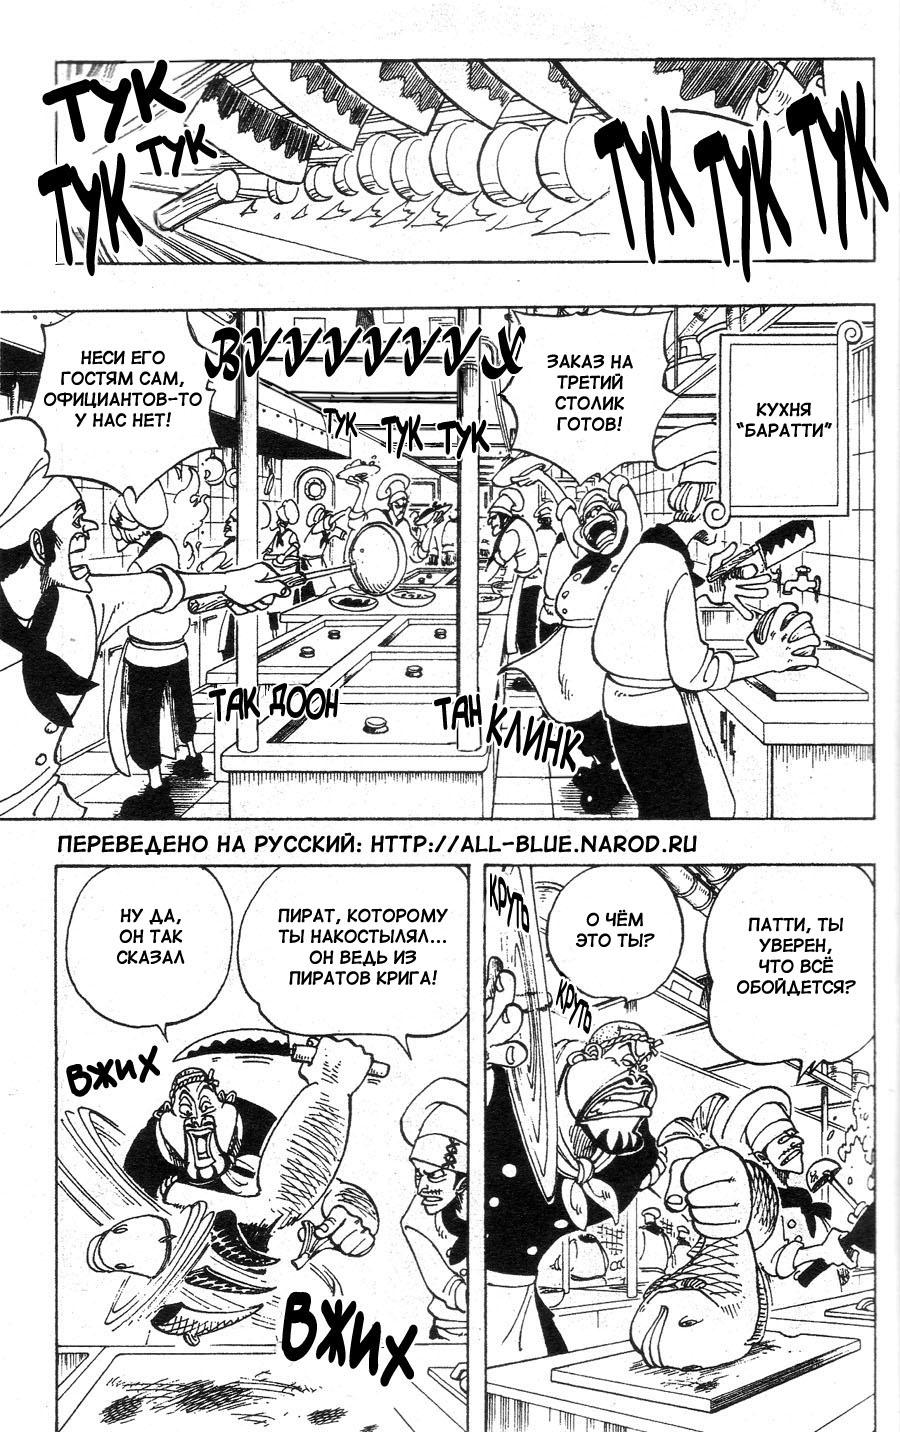 ТУК
ТУК
ТУК
ТУК
ТУК
ТУК
КУХНЯ
"БАРАТТИ"
ЗАКАЗ НА
ТРЕТИЙ
СТОЛИК
ГОТОВ!
ВУУУУУУУХ
НЕСИ ЕГО
ГОСТЯМ САМ,
ОФИЦИАНТОВ-ТО
У НАС НЕТ!
ТУК
ТУК
ТУК
ТАК
ДООН
ТАН
КЛИНК
ПЕРЕВЕДЕНО НА РУССКИЙ: HTTP://ALL-BLUE.NAROD.RU
ПАТТИ, ТЫ
УВЕРЕН,
ЧТО ВСЁ
ОБОЙДЕТСЯ?
О ЧЁМ
ЭТО ТЫ?
КРУТЬ
КРУТЬ
ПИРАТ, КОТОРОМУ
ТЫ НАКОСТЫЛЯЛ...
ОН ВЕДЬ ИЗ
ПИРАТОВ КРИГА!
НУ ДА,
ОН ТАК
СКАЗАЛ
ВЖИХ
ВЖИХ